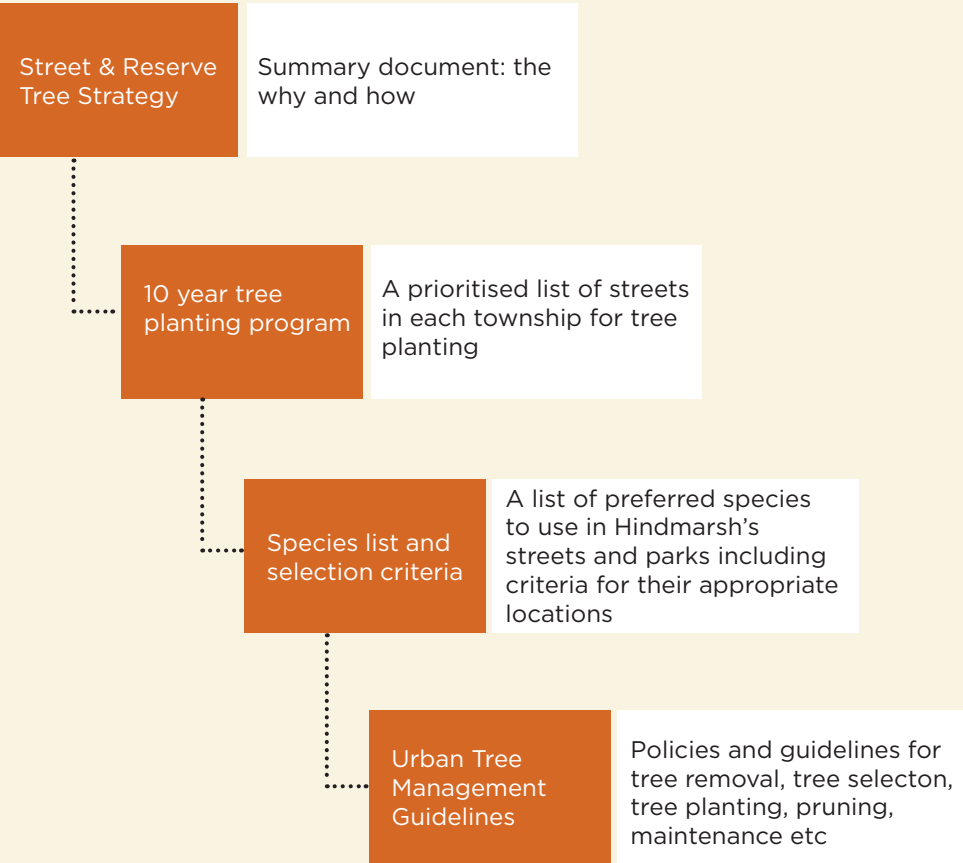 Street & Reserve
Tree Strategy
Summary document: the
why and how
10 year tree
planting program
A prioritised list of streets
in each township for tree
planting
Species list and
selection criteria
A list of preferred species
to use in Hindmarsh's
streets and parks including
criteria for their appropriate
locations
Urban Tree
Management
Guidelines
Policies and guidelines for
tree removal, tree selecton,
tree planting, pruning,
maintenance etc